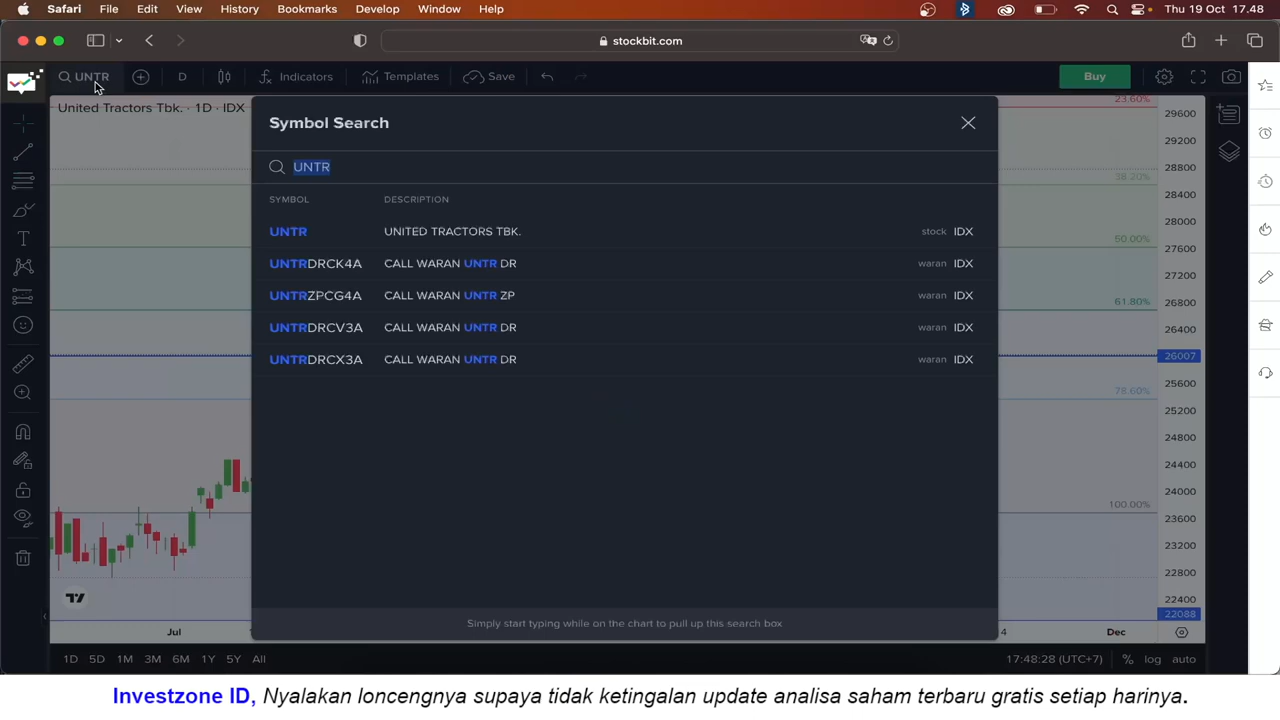 Safari File Edit View History Bookmarks Develop Window Help Thu 19 Oct 17.48
stockbit.com
UNTR D Indicators Templates Save Buy
United Tractors Tbk. · 1D · IDX
Symbol Search
UNTR
SYMBOL DESCRIPTION
UNTR UNITED TRACTORS TBK. stock IDX
UNTRDRCK4A CALL WARAN UNTR DR waran IDX
UNTRZPCG4A CALL WARAN UNTR ZP waran IDX
UNTRDRCV3A CALL WARAN UNTR DR waran IDX
UNTRDRCX3A CALL WARAN UNTR DR waran IDX
Simply start typing while on the chart to pull up this search box
23.60%
38.20%
50.00%
61.80%
78.60%
100.00%
29600
29200
28800
28400
28000
27600
27200
26800
26400
26007
25600
25200
24800
24400
24000
23600
23200
22800
22400
22088
Jul 4 Dec
1D 5D 1M 3M 6M 1Y 5Y All 17:48:28 (UTC+7) % log auto
Investzone ID, Nyalakan loncengnya supaya tidak ketingalan update analisa saham terbaru gratis setiap harinya.